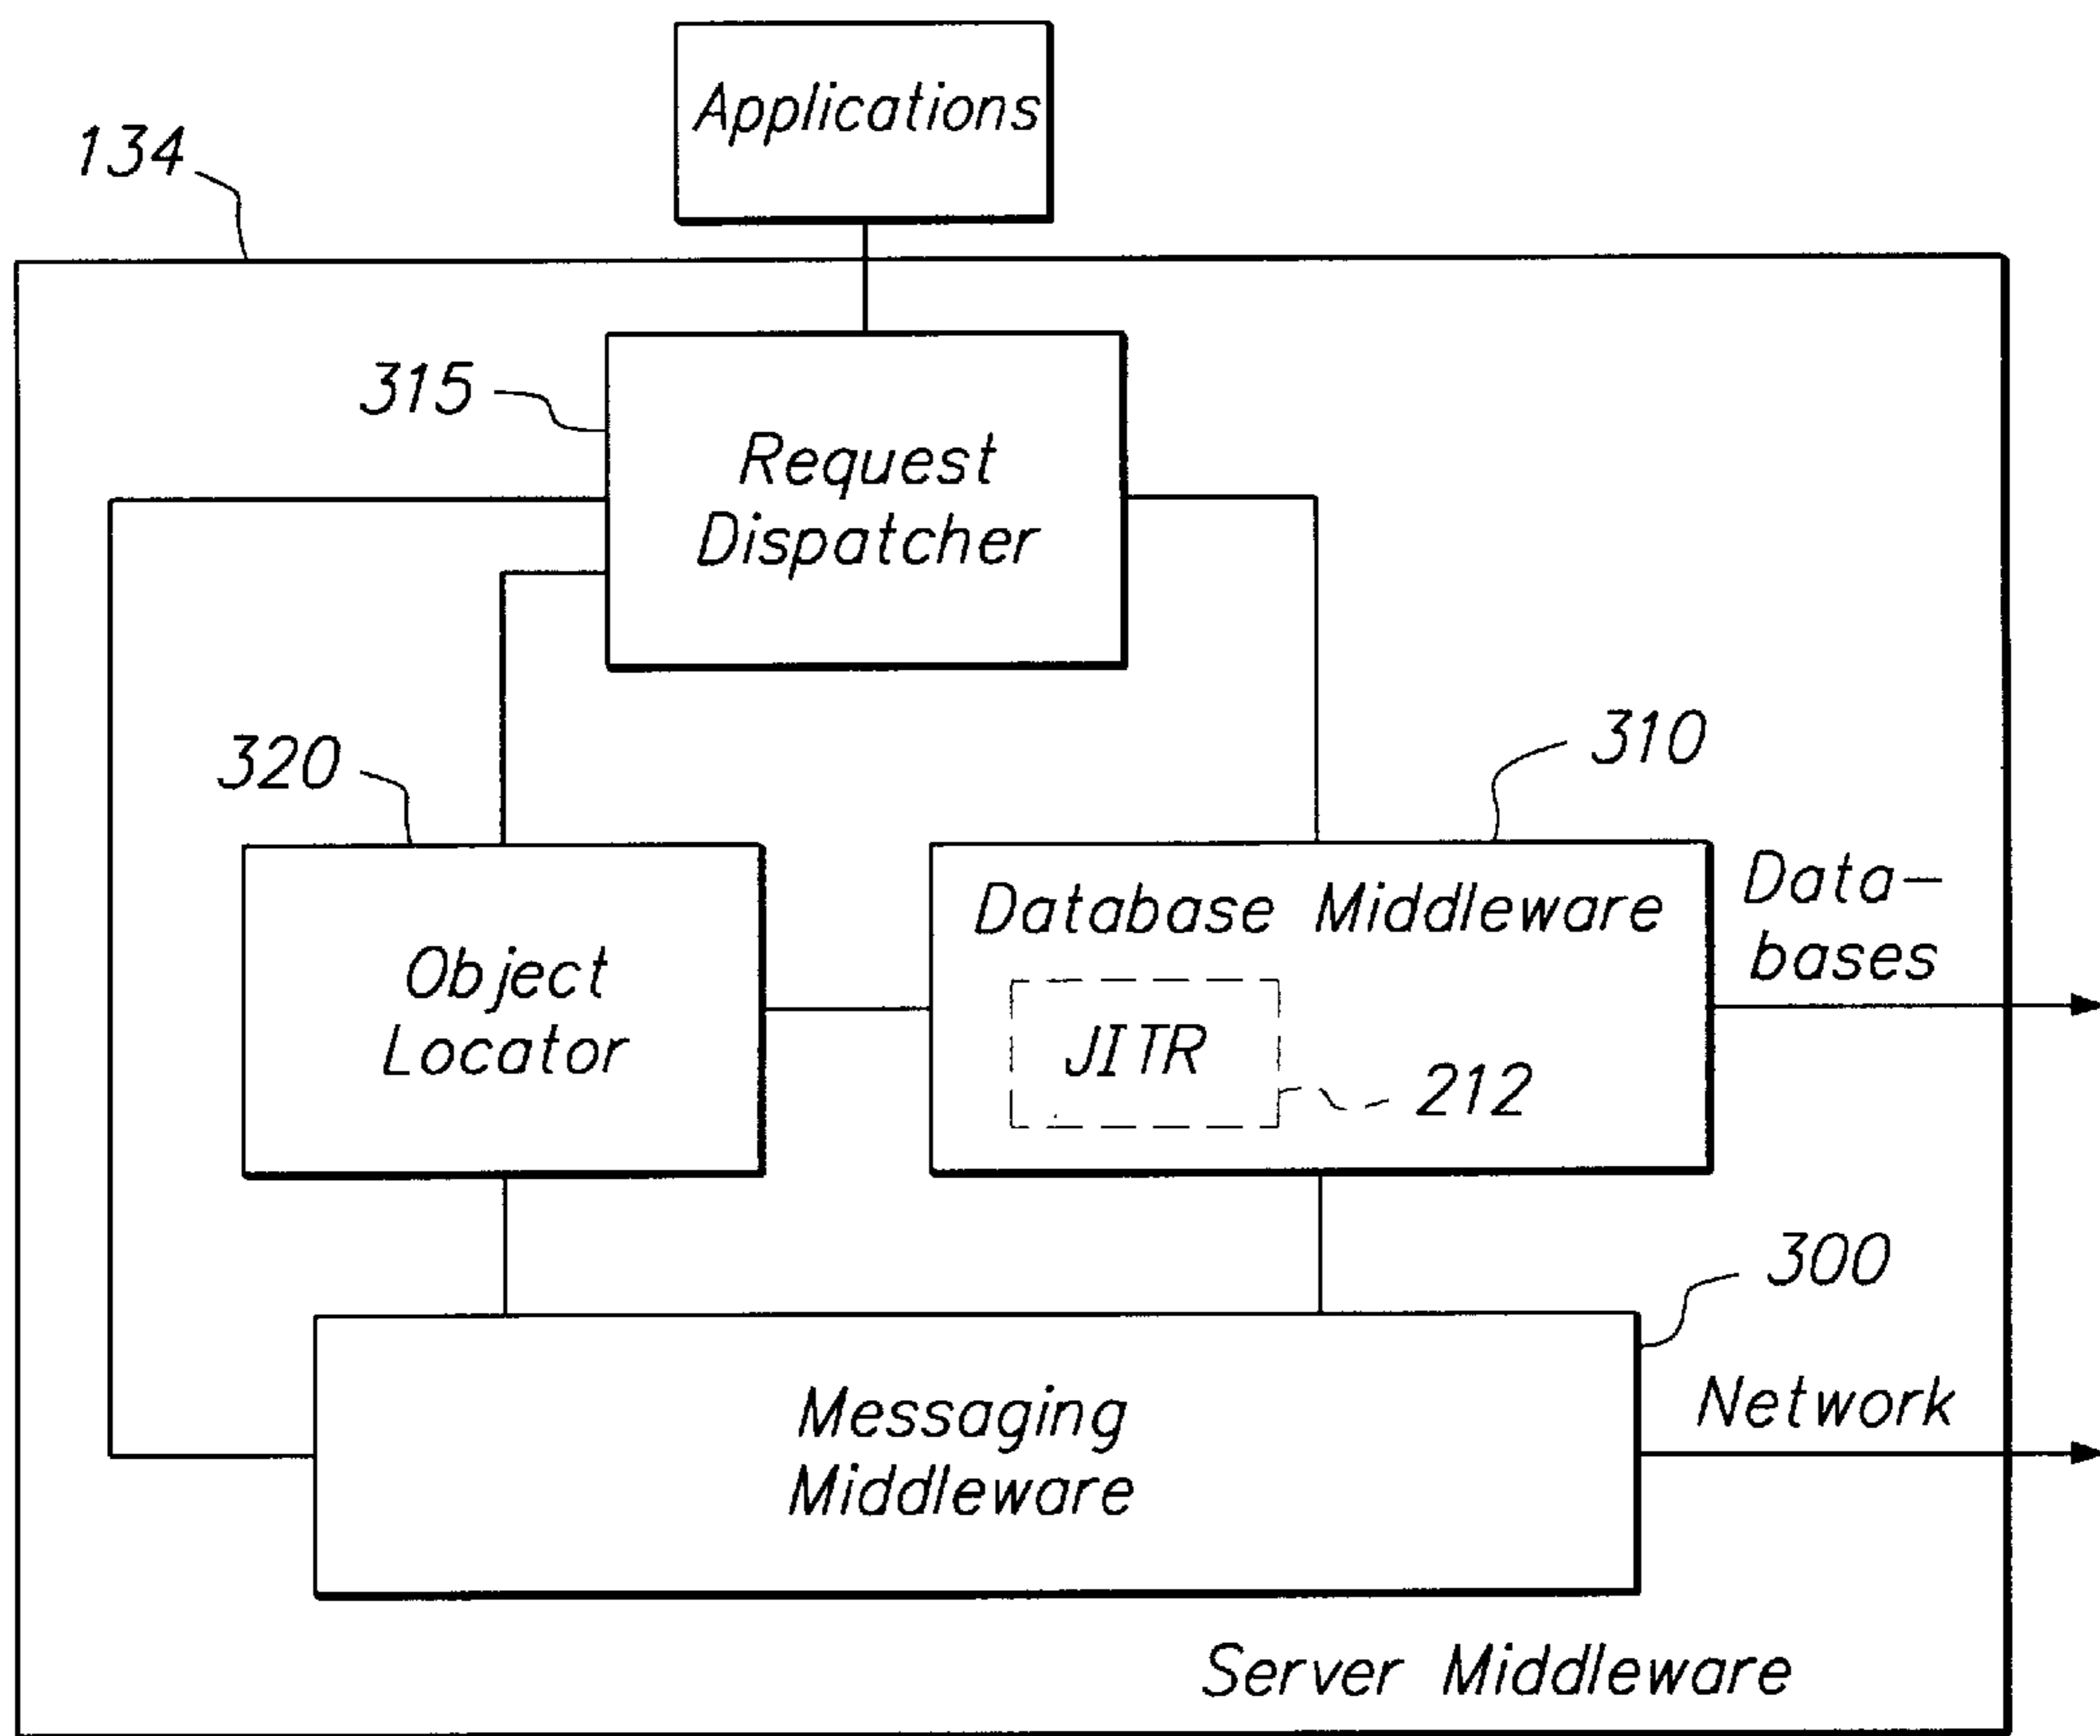 Applications
134
315
Request
Dispatcher
320
310
Object
Locator
Database Middleware
JITR
212
Data-
bases
300
Messaging
Middleware
Network
Server Middleware